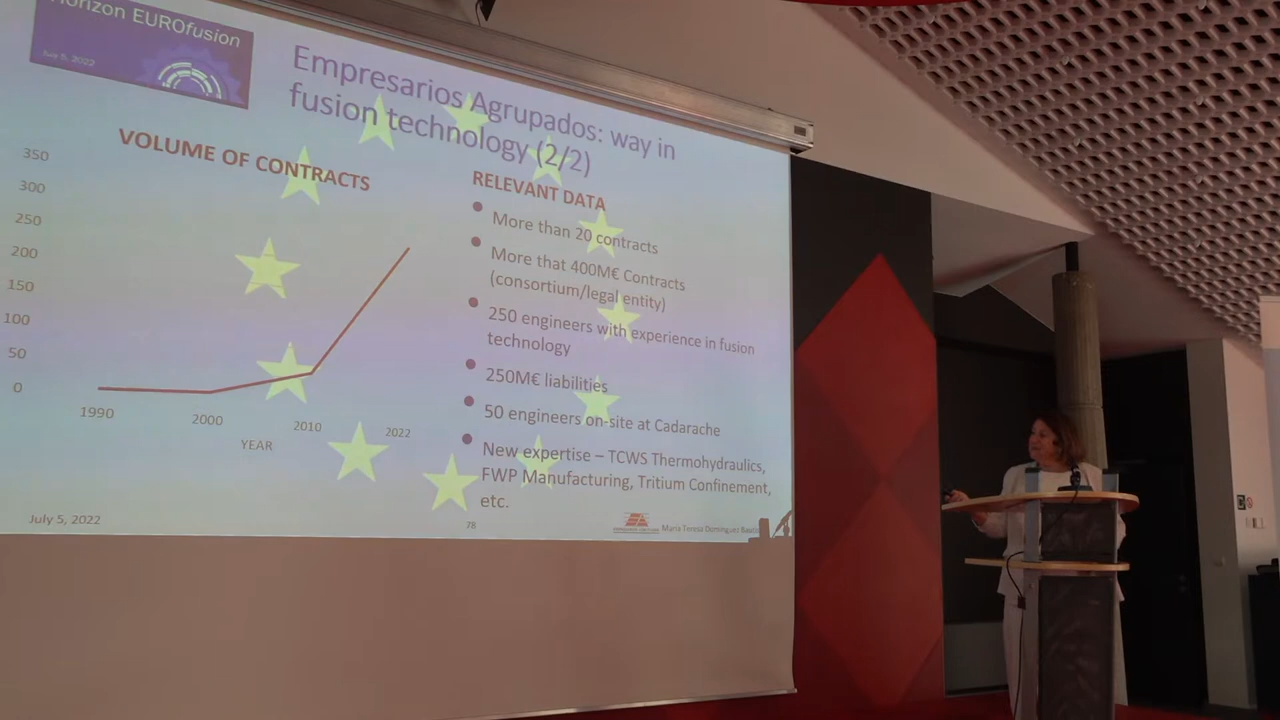 Horizon EUROfusion
July 5, 2022
Empresarios Agrupados: way in
fusion technology (2/2)
VOLUME OF CONTRACTS
350
300
250
200
150
100
50
0
1990
2000
2010
2022
YEAR
RELEVANT DATA
More than 20 contracts
More that 400M€ Contracts
(consortium/legal entity)
250 engineers with experience in fusion
technology
250M€ liabilities
50 engineers on-site at Cadarache
New expertise – TCWS Thermohydraulics,
FWP Manufacturing, Tritium Confinement,
etc.
July 5, 2022
78
Maria Teresa Dominguez